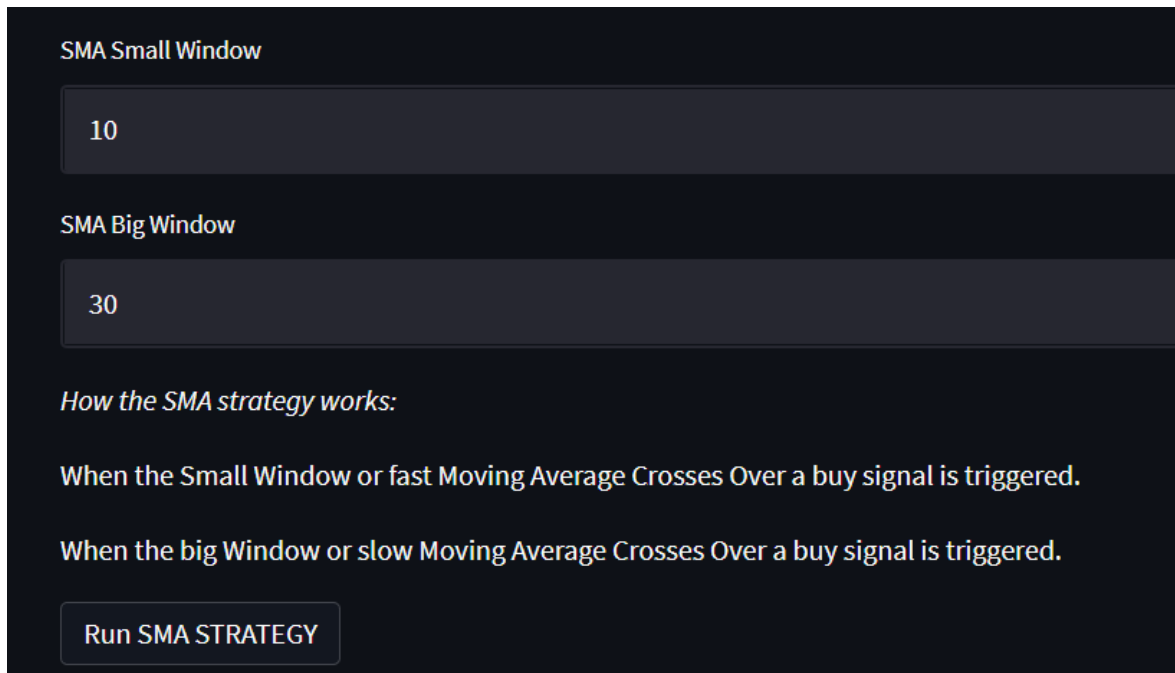 SMA Small Window
10
SMA Big Window
30
How the SMA strategy works:
When the Small Window or fast Moving Average Crosses Over a buy signal is triggered.
When the big Window or slow Moving Average Crosses Over a buy signal is triggered.
Run SMA STRATEGY